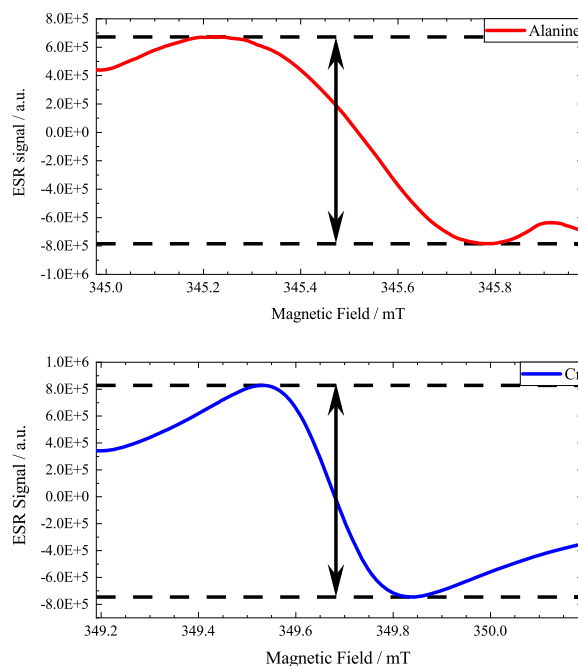 8.0E+5
Alanine
6.0E+5
4.0E+5
2.0E+5
0.0E+0
-2.0E+5
-4.0E+5
-6.0E+5
-8.0E+5
-1.0E+6
ESR signal / a.u.
345.0 345.2 345.4 345.6 345.8
Magnetic Field / mT
1.0E+6
Cr
8.0E+5
6.0E+5
4.0E+5
2.0E+5
0.0E+0
-2.0E+5
-4.0E+5
-6.0E+5
-8.0E+5
ESR Signal / a.u.
349.2 349.4 349.6 349.8 350.0
Magnetic Field / mT